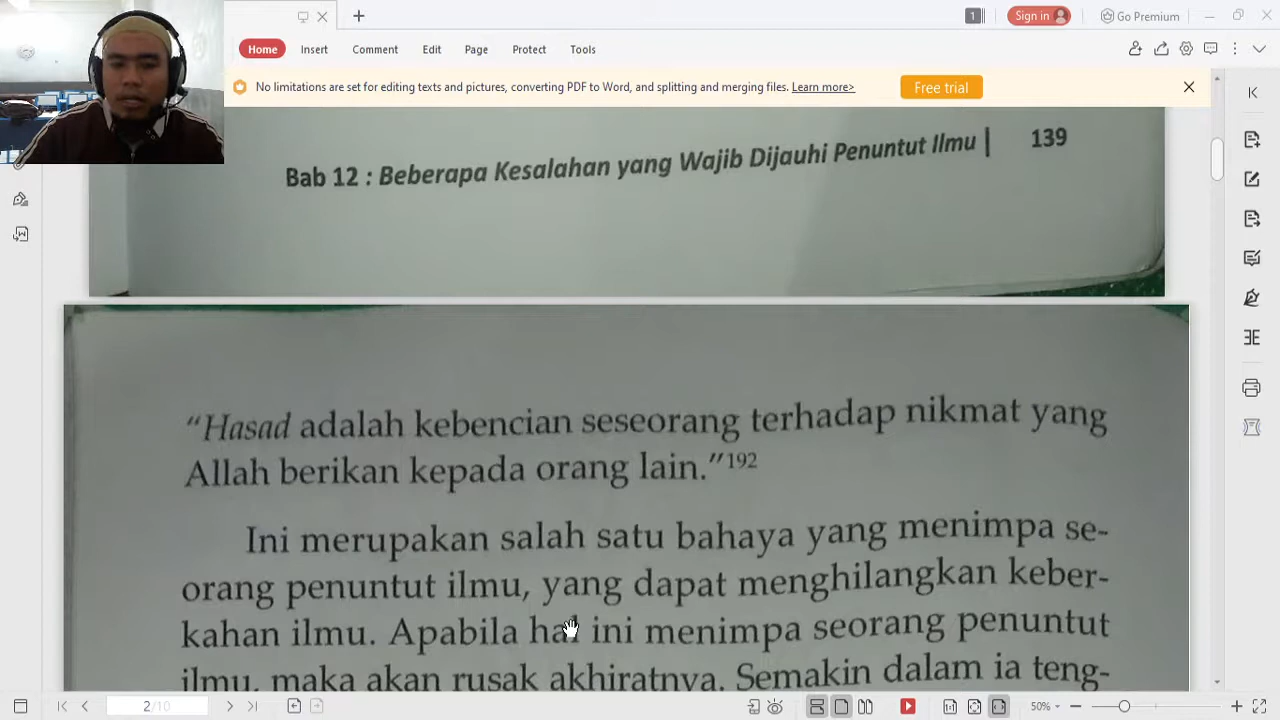 1
Sign in
Go Premium
Home Insert Comment Edit Page Protect Tools
No limitations are set for editing texts and pictures, converting PDF to Word, and splitting and merging files. Learn more>
Free trial
Bab 12 : Beberapa Kesalahan yang Wajib Dijauhi Penuntut Ilmu | 139
"Hasad adalah kebencian seseorang terhadap nikmat yang
Allah berikan kepada orang lain."192
Ini merupakan salah satu bahaya yang menimpa se-
orang penuntut ilmu, yang dapat menghilangkan keber-
kahan ilmu. Apabila hal ini menimpa seorang penuntut
ilmu, maka akan rusak akhiratnya. Semakin dalam ia teng-
2/10
50%